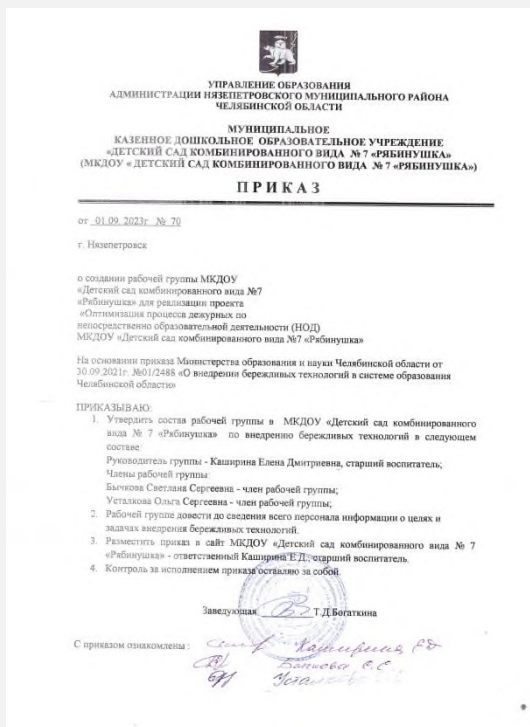 УПРАВЛЕНИЕ ОБРАЗОВАНИЯ
АДМИНИСТРАЦИИ НЯЗЕПЕТРОВСКОГО МУНИЦИПАЛЬНОГО РАЙОНА
ЧЕЛЯБИНСКОЙ ОБЛАСТИ
МУНИЦИПАЛЬНОЕ
КАЗЕННОЕ ДОШКОЛЬНОЕ ОБРАЗОВАТЕЛЬНОЕ УЧРЕЖДЕНИЕ
«ДЕТСКИЙ САД КОМБИНИРОВАННОГО ВИДА № 7 «РЯБИНУШКА»
(МКДОУ « ДЕТСКИЙ САД КОМБИНИРОВАННОГО ВИДА № 7 «РЯБИНУШКА»)
ПРИКАЗ
от 01.09. 2023г № 70
г. Нязепетровск
о создании рабочей группы МКДОУ
«Детский сад комбинированного вида №7
«Рябинушка» для реализации проекта
«Оптимизация процесса дежурных по
непосредственно образовательной деятельности (НОД)
МКДОУ «Детский сад комбинированного вида №7 «Рябинушка»
На основании приказа Министерства образования и науки Челябинской области от
30.09.2021г. №01/2488 «О внедрении бережливых технологий в системе образования
Челябинской области»
ПРИКАЗЫВАЮ:
1. Утвердить состав рабочей группы в МКДОУ «Детский сад комбинированного
вида № 7 «Рябинушка» по внедрению бережливых технологий в следующем
составе:
Руководитель группы - Каширина Елена Дмитриевна, старший воспитатель;
Члены рабочей группы:
Бычкова Светлана Сергеевна - член рабочей группы;
Усталкова Ольга Сергеевна - член рабочей группы;
2. Рабочей группе довести до сведения всего персонала информации о целях и
задачах внедрения бережливых технологий.
3. Разместить приказ в сайт МКДОУ «Детский сад комбинированного вида № 7
«Рябинушка» - ответственный Каширина Е.Д., старший воспитатель.
4. Контроль за исполнением приказа оставляю за собой.
Заведующая Т.Д.Богаткина
С приказом ознакомлены : Каширина ЕД